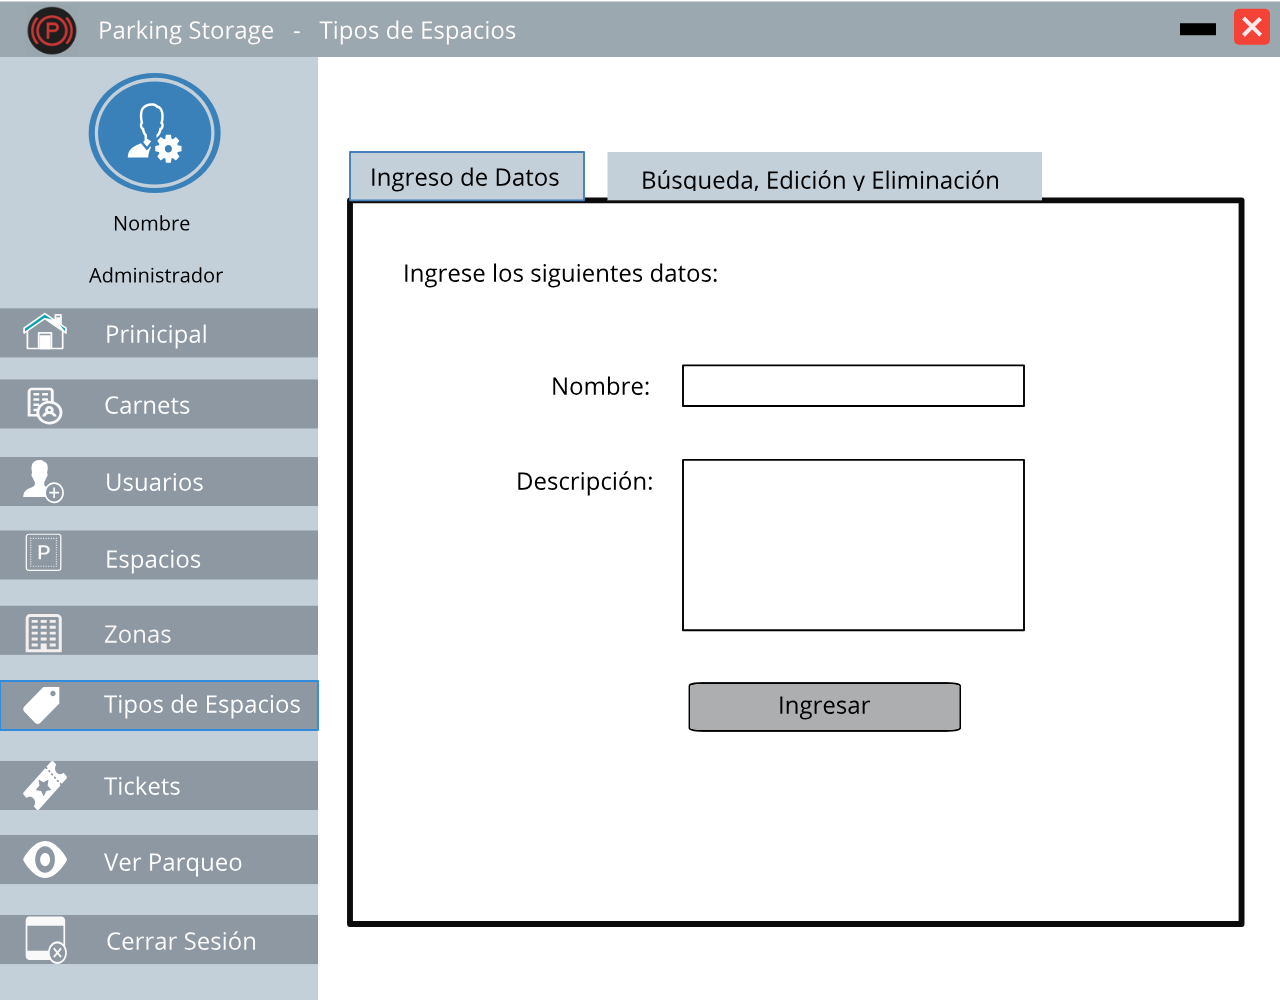 P Parking Storage - Tipos de Espacios
Nombre
Administrador
Prinicipal
Carnets
Usuarios
P Espacios
Zonas
Tipos de Espacios
Tickets
Ver Parqueo
Cerrar Sesión
Ingreso de Datos
Búsqueda, Edición y Eliminación
Ingrese los siguientes datos:
Nombre:
Descripción:
Ingresar